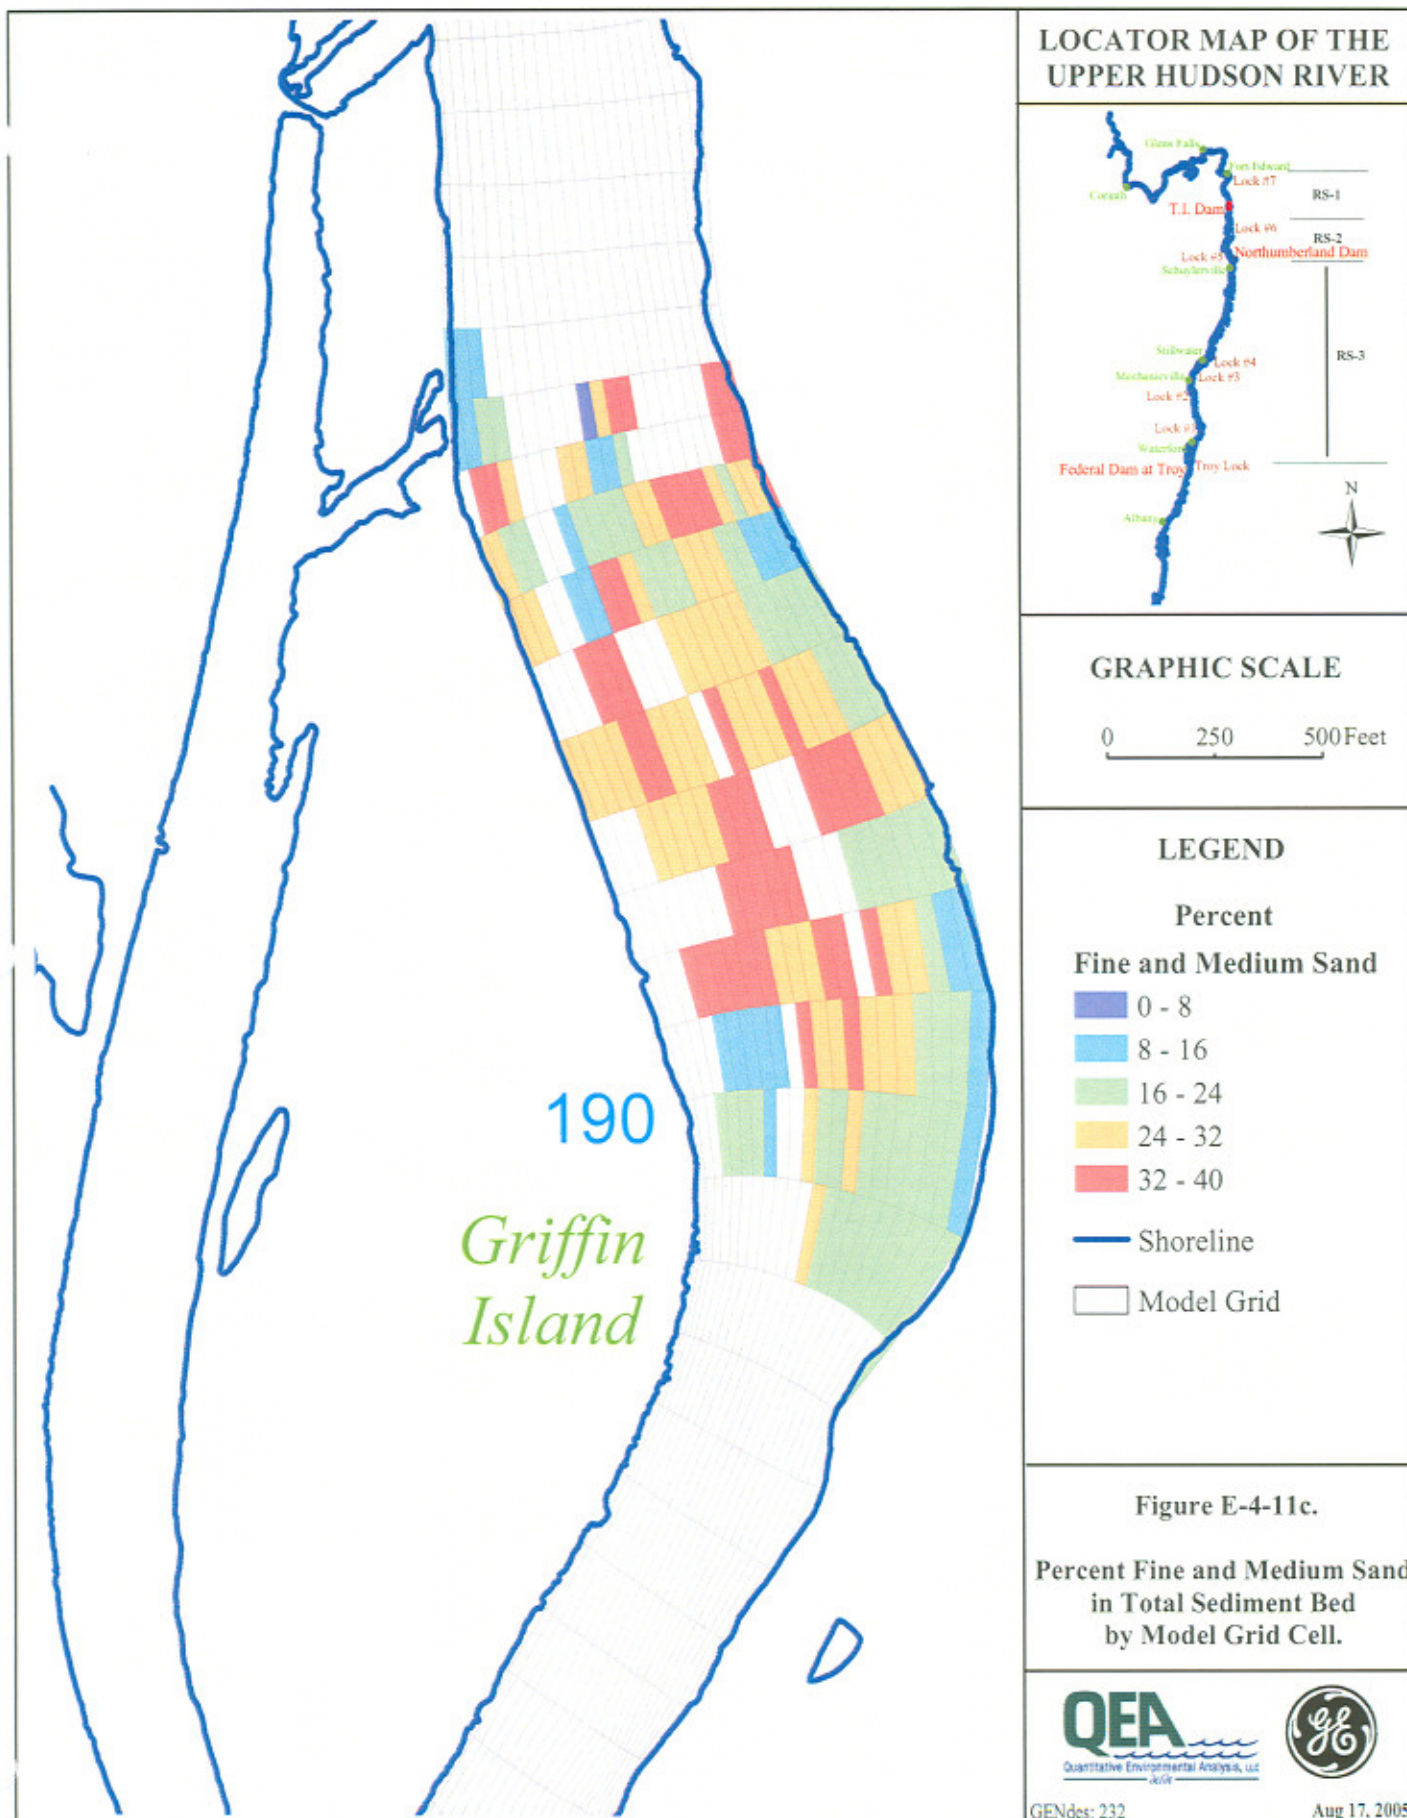 LOCATOR MAP OF THE
UPPER HUDSON RIVER
Glens Falls
Fort Edward
Lock #7
Corinth
RS-1
T.I. Dam
Lock #6
RS-2
Northumberland Dam
Lock #5
Schuylerville
Stillwater
Lock #4
RS-3
Mechanicville
Lock #3
Lock #2
Lock #1
Waterford
Federal Dam at Troy
Troy Lock
N
Albany
GRAPHIC SCALE
0 250 500 Feet
LEGEND
Percent
Fine and Medium Sand
0 - 8
8 - 16
16 - 24
24 - 32
32 - 40
Shoreline
Model Grid
190
Griffin
Island
Figure E-4-11c.
Percent Fine and Medium Sand
in Total Sediment Bed
by Model Grid Cell.
QEA
Quantitative Environmental Analysis, LLC
GE
GENdes: 232
Aug 17, 2005